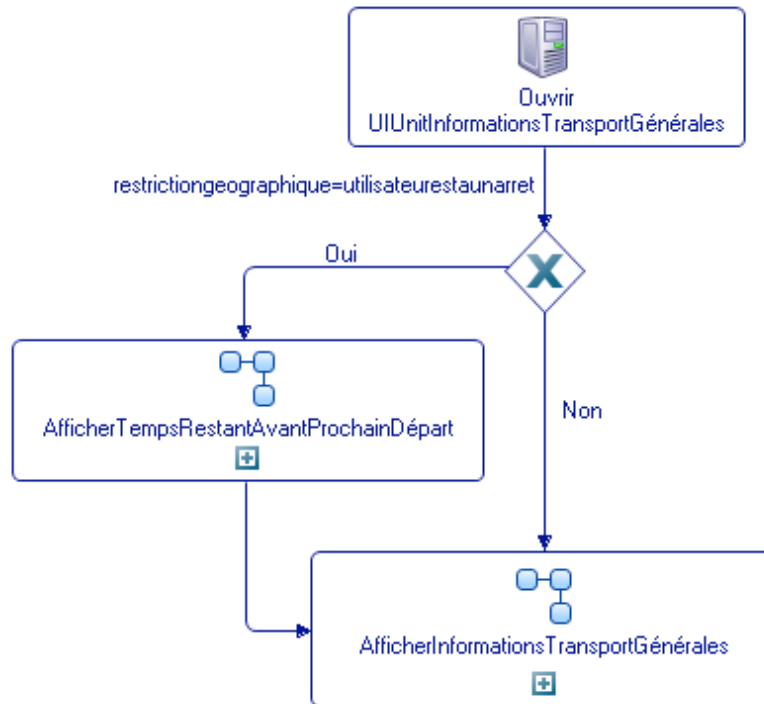 Ouvrir
UIUnitInformationsTransportGénérales
restrictiongeographique=utilisateurestaunarret
Oui
AfficherTempsRestantAvantProchainDépart
Non
AfficherInformationsTransportGénérales